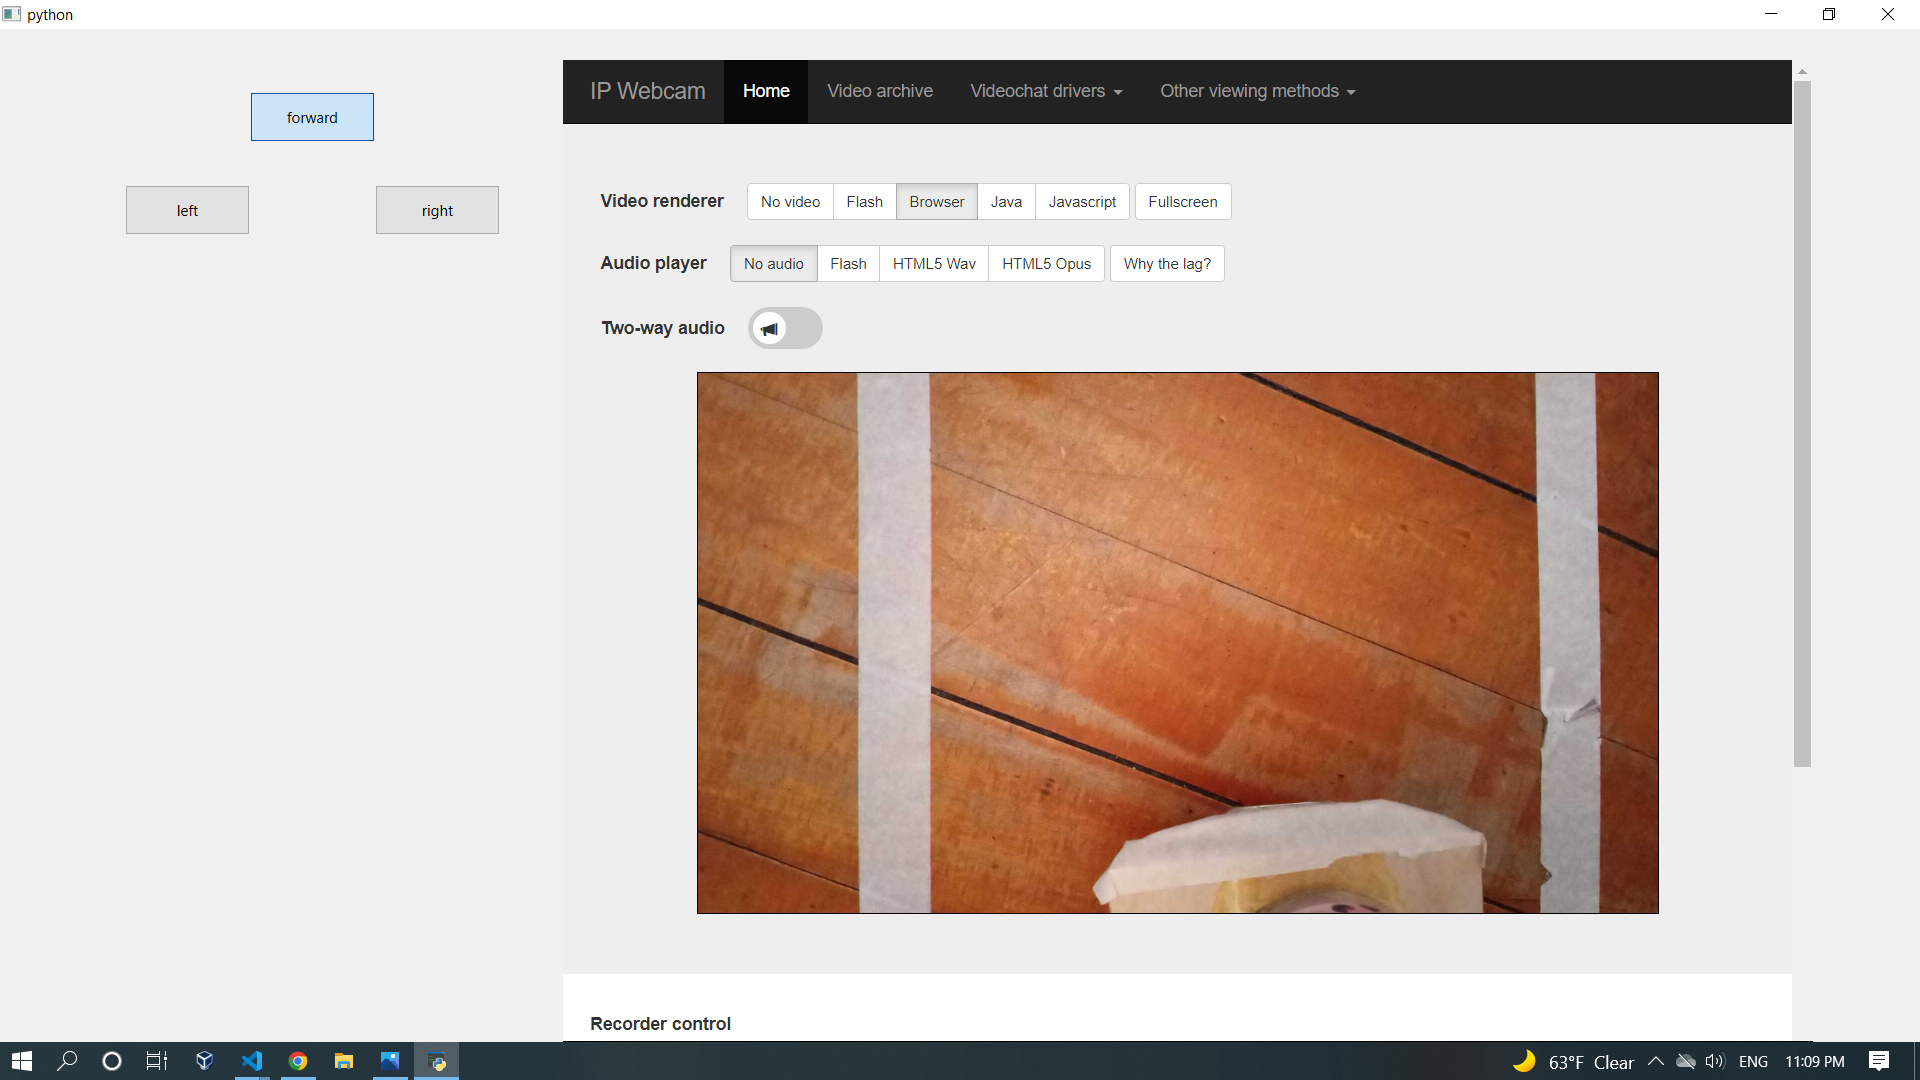 python
forward
left right
IP Webcam Home Video archive Videochat drivers Other viewing methods
Video renderer No video Flash Browser Java Javascript Fullscreen
Audio player No audio Flash HTML5 Wav HTML5 Opus Why the lag?
Two-way audio
Recorder control
63°F Clear ENG 11:09 PM